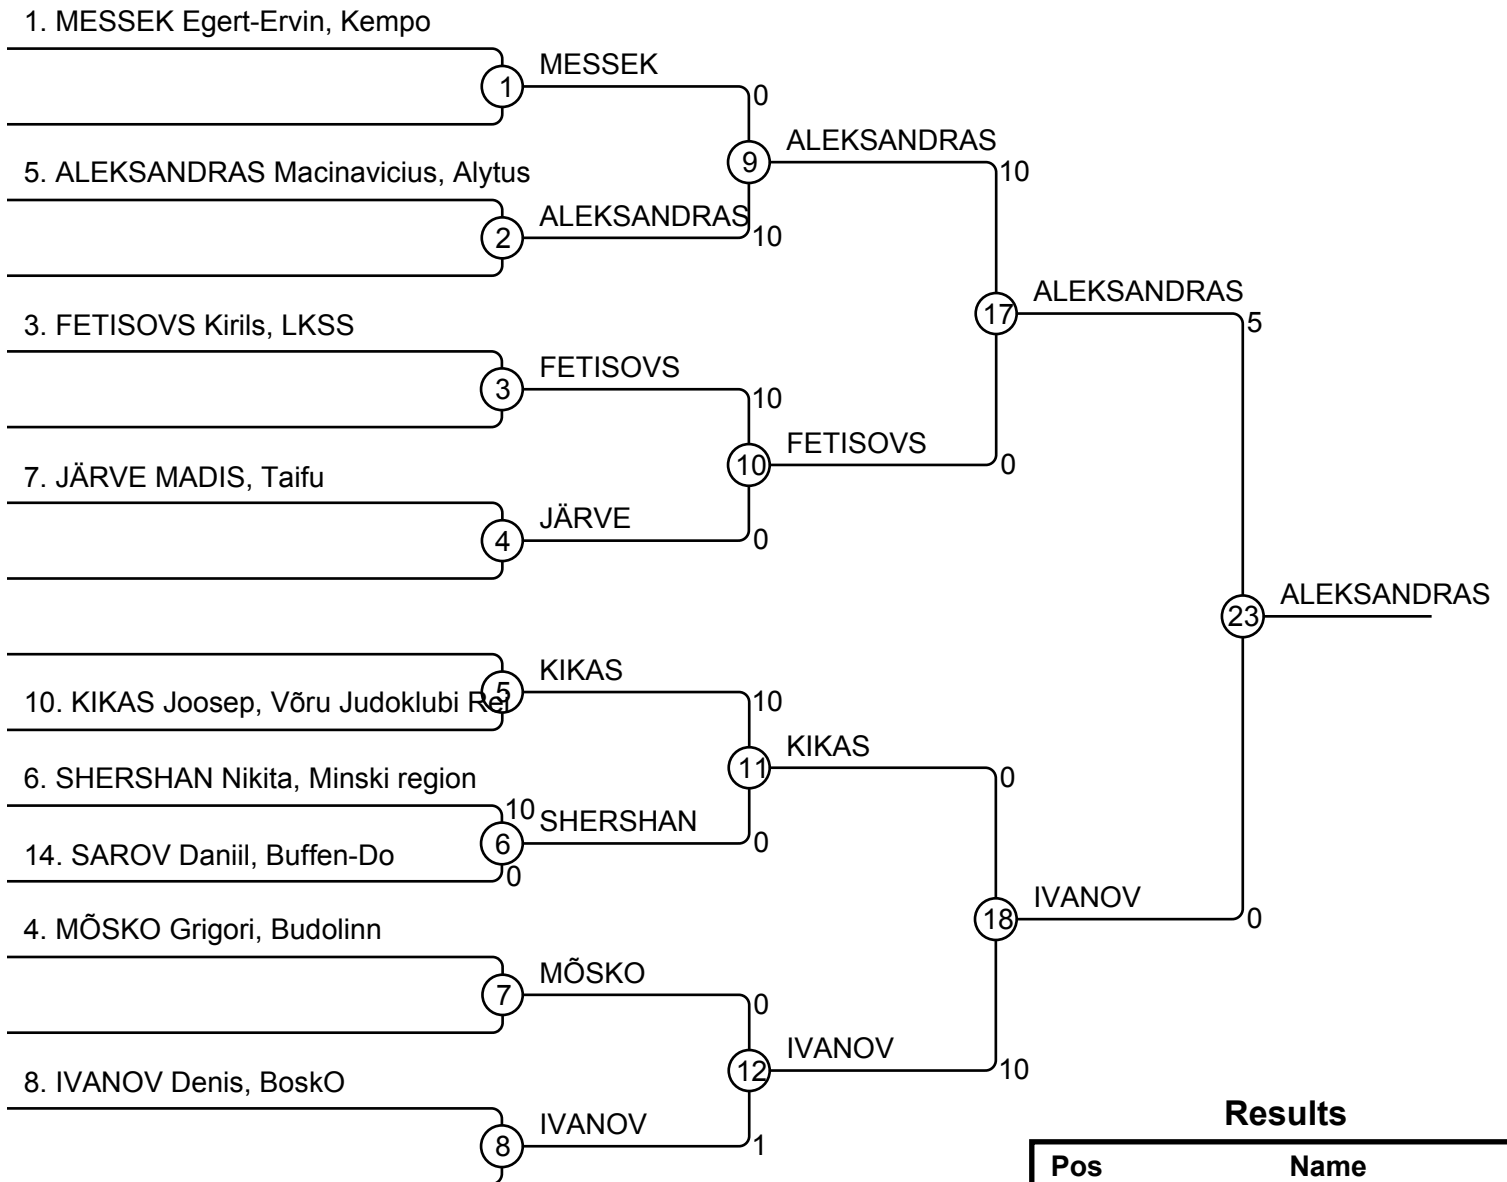 1. MESSEK Egert-Ervin, Kempo
1 MESSEK
0
5. ALEKSANDRAS Macinavicius, Alytus
9 ALEKSANDRAS
10
2 ALEKSANDRAS
10
3. FETISOVS Kirils, LKSS
17 ALEKSANDRAS
5
3 FETISOVS
10
10 FETISOVS
0
7. JÄRVE MADIS, Taifu
4 JÄRVE
0
23 ALEKSANDRAS
5 KIKAS
10
10. KIKAS Joosep, Võru Judoklubi Rei
11 KIKAS
0
6. SHERSHAN Nikita, Minski region
10
6 SHERSHAN
0
14. SAROV Daniil, Buffen-Do
0
18 IVANOV
0
4. MÕSKO Grigori, Budolinn
7 MÕSKO
0
12 IVANOV
10
8. IVANOV Denis, BoskO
8 IVANOV
1
Results
Pos Name